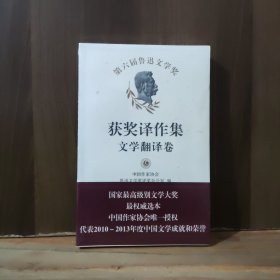 第六届鲁迅文学奖
获奖译作集
文学翻译卷
中国作家协会
国家最高级别文学大奖
最权威选本
中国作家协会唯一授权
代表2010-2013年度中国文学成就和荣誉